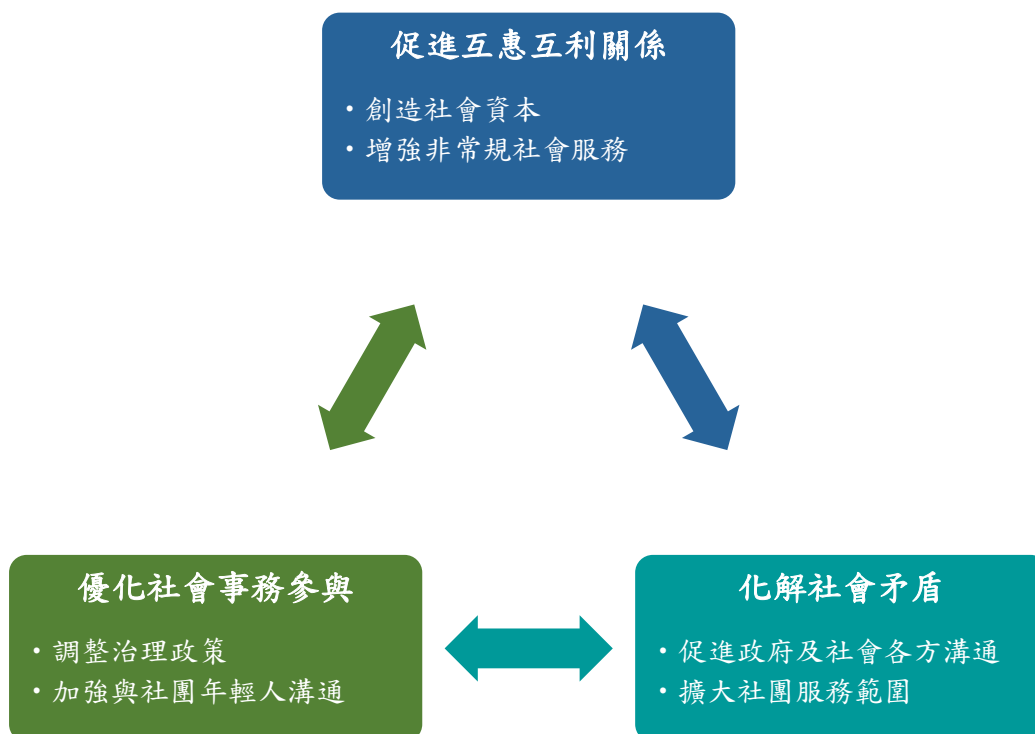 促進互惠互利關係
・創造社會資本
・增強非常規社會服務
優化社會事務參與
・調整治理政策
・加強與社團年輕人溝通
化解社會矛盾
・促進政府及社會各方溝通
・擴大社團服務範圍